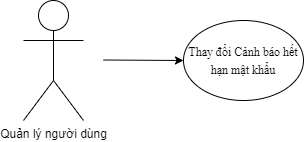 Thay đổi Cảnh báo hết
hạn mật khẩu
Quản lý người dùng